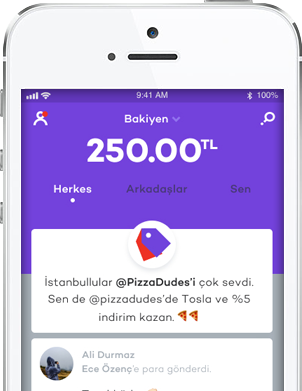 9:41 AM 100%
Bakiyen
250.00TL
Herkes Arkadaşlar Sen
İstanbullular @PizzaDudes'i çok sevdi.
Sen de @pizzadudes'de Tosla ve %5
indirim kazan. 🍕🍕
Ali Durmaz
Ece Özenç'e para gönderdi.